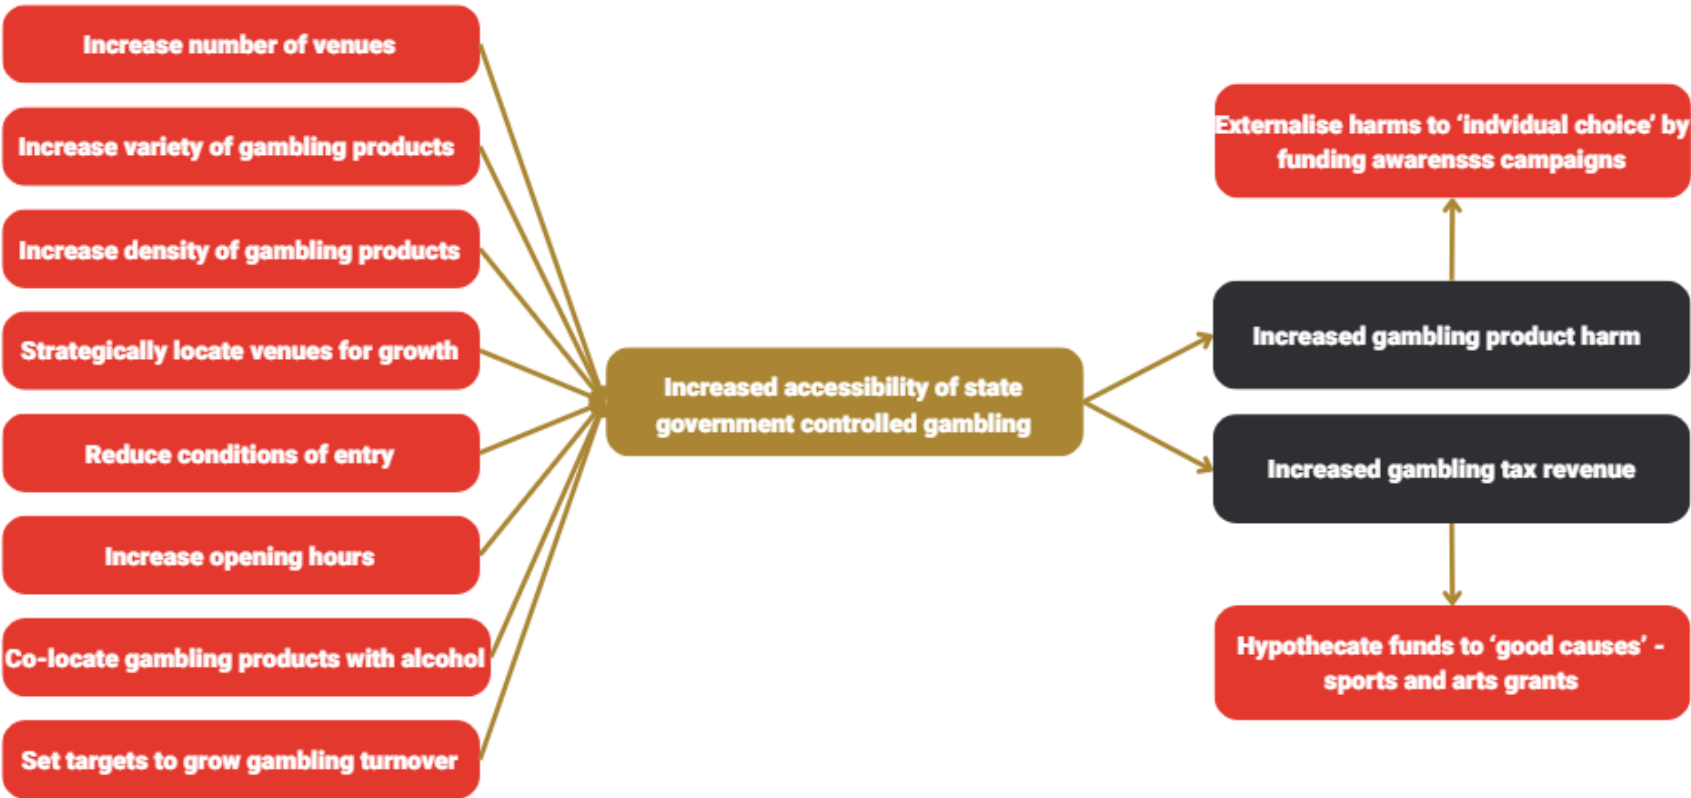 Increase number of venues
Increase variety of gambling products
Increase density of gambling products
Strategically locate venues for growth
Reduce conditions of entry
Increase opening hours
Co-locate gambling products with alcohol
Set targets to grow gambling turnover
Increased accessibility of state
government controlled gambling
Externalise harms to ‘indvidual choice’ by
funding awarensss campaigns
Increased gambling product harm
Increased gambling tax revenue
Hypothecate funds to ‘good causes’ -
sports and arts grants